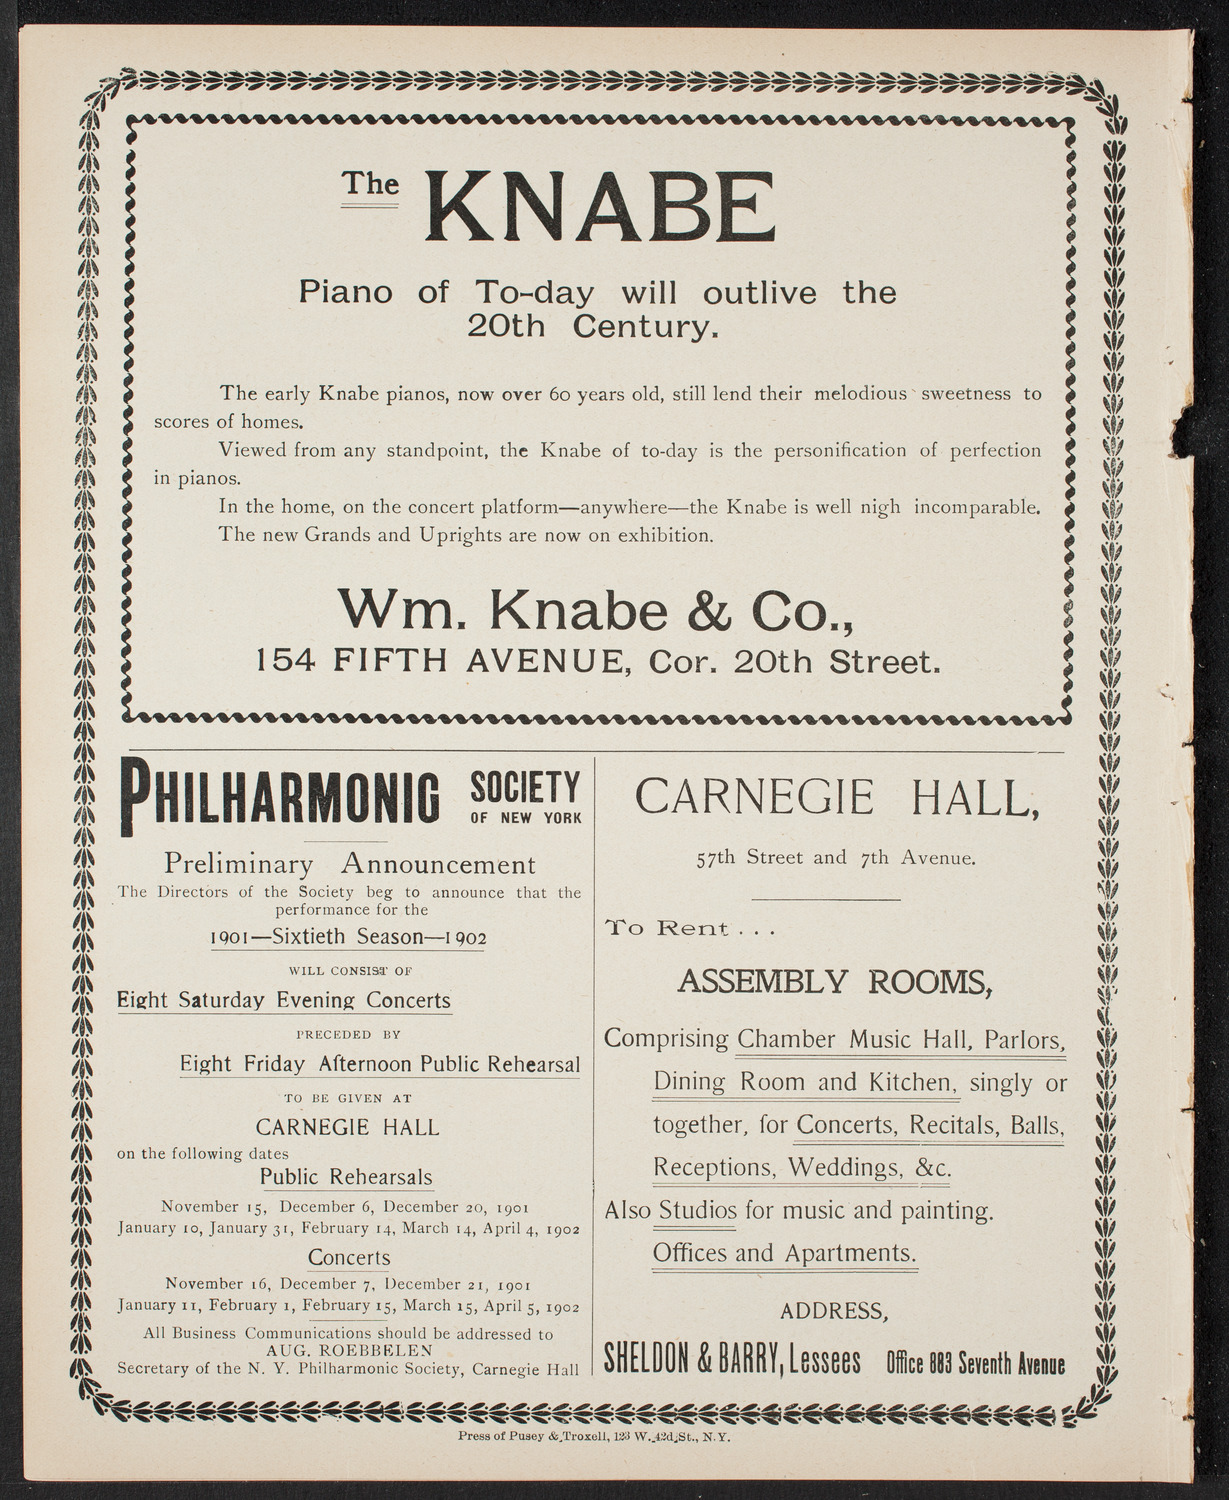 The KNABE
Piano of To-day will outlive the
20th Century.
The early Knabe pianos, now over 60 years old, still lend their melodious sweetness to
scores of homes.
Viewed from any standpoint, the Knabe of to-day is the personification of perfection
in pianos.
In the home, on the concert platform—anywhere—the Knabe is well nigh incomparable.
The new Grands and Uprights are now on exhibition.
Wm. Knabe & Co.,
154 FIFTH AVENUE, Cor. 20th Street.
PHILHARMONIC SOCIETY
OF NEW YORK
Preliminary Announcement
The Directors of the Society beg to announce that the
performance for the
1901—Sixtieth Season—1902
WILL CONSIST OF
Eight Saturday Evening Concerts
PRECEDED BY
Eight Friday Afternoon Public Rehearsal
TO BE GIVEN AT
CARNEGIE HALL
on the following dates
Public Rehearsals
November 15, December 6, December 20, 1901
January 10, January 31, February 14, March 14, April 4, 1902
Concerts
November 16, December 7, December 21, 1901
January 11, February 1, February 15, March 15, April 5, 1902
All Business Communications should be addressed to
AUG. ROEBBELEN
Secretary of the N. Y. Philharmonic Society, Carnegie Hall
CARNEGIE HALL,
57th Street and 7th Avenue.
To Rent . . .
ASSEMBLY ROOMS,
Comprising Chamber Music Hall, Parlors,
Dining Room and Kitchen, singly or
together, for Concerts, Recitals, Balls,
Receptions, Weddings, &c.
Also Studios for music and painting.
Offices and Apartments.
ADDRESS,
SHELDON & BARRY, Lessees Office 883 Seventh Avenue
Press of Pusey & Troxell, 123 W. 42d St., N.Y.